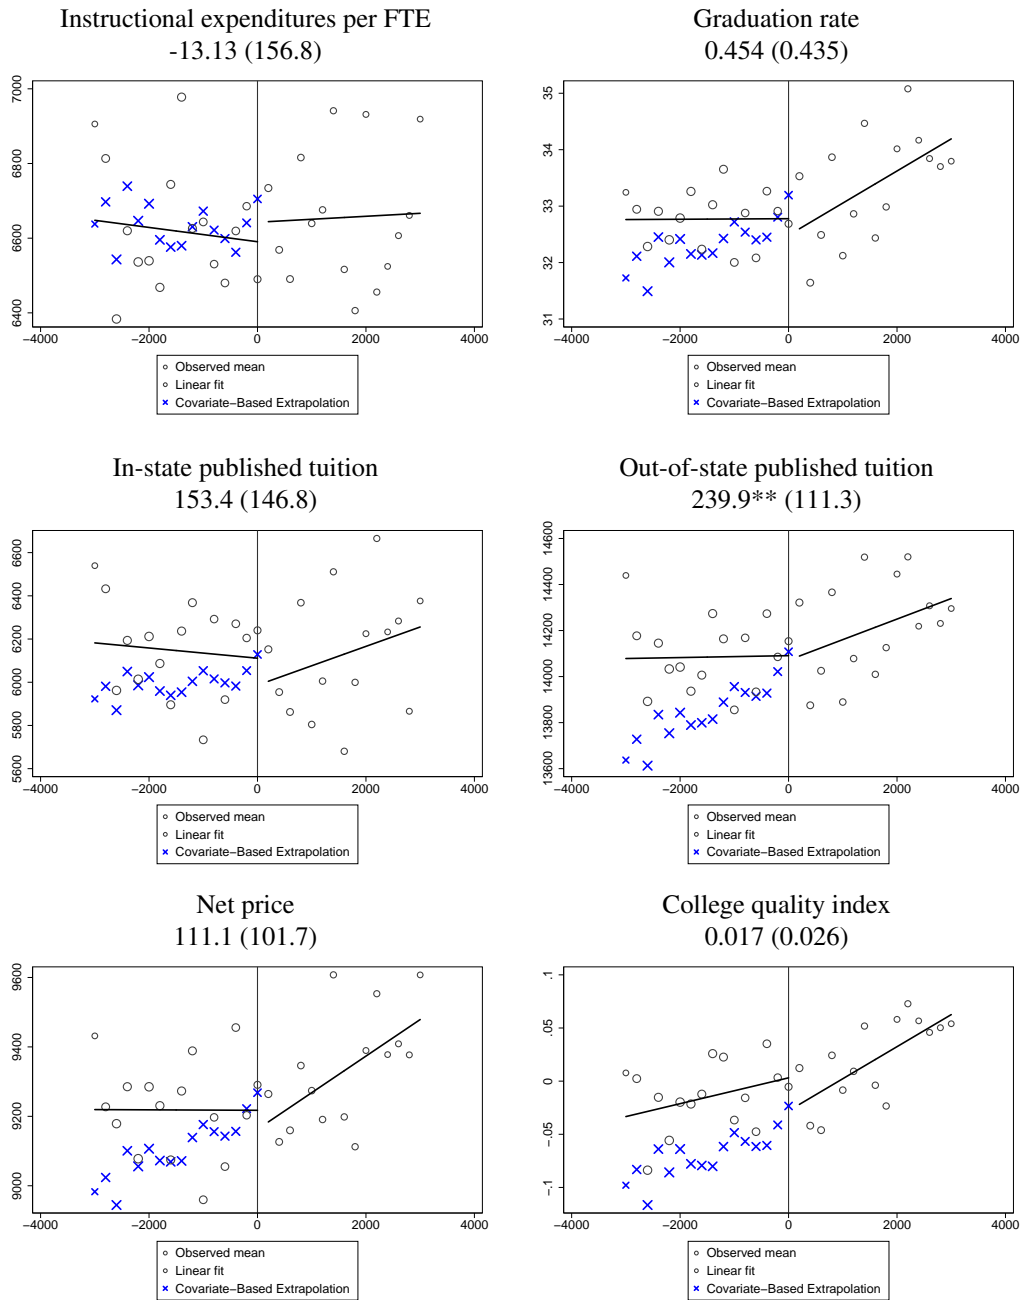 Instructional expenditures per FTE
-13.13 (156.8)
7000
6800
6600
6400
−4000 −2000 0 2000 4000
Observed mean
Linear fit
Covariate−Based Extrapolation
Graduation rate
0.454 (0.435)
35
34
33
32
31
−4000 −2000 0 2000 4000
Observed mean
Linear fit
Covariate−Based Extrapolation
In-state published tuition
153.4 (146.8)
6600
6400
6200
6000
5800
5600
−4000 −2000 0 2000 4000
Observed mean
Linear fit
Covariate−Based Extrapolation
Out-of-state published tuition
239.9** (111.3)
14600
14400
14200
14000
13800
13600
−4000 −2000 0 2000 4000
Observed mean
Linear fit
Covariate−Based Extrapolation
Net price
111.1 (101.7)
9600
9400
9200
9000
−4000 −2000 0 2000 4000
Observed mean
Linear fit
Covariate−Based Extrapolation
College quality index
0.017 (0.026)
.1
.05
0
−.05
−.1
−4000 −2000 0 2000 4000
Observed mean
Linear fit
Covariate−Based Extrapolation